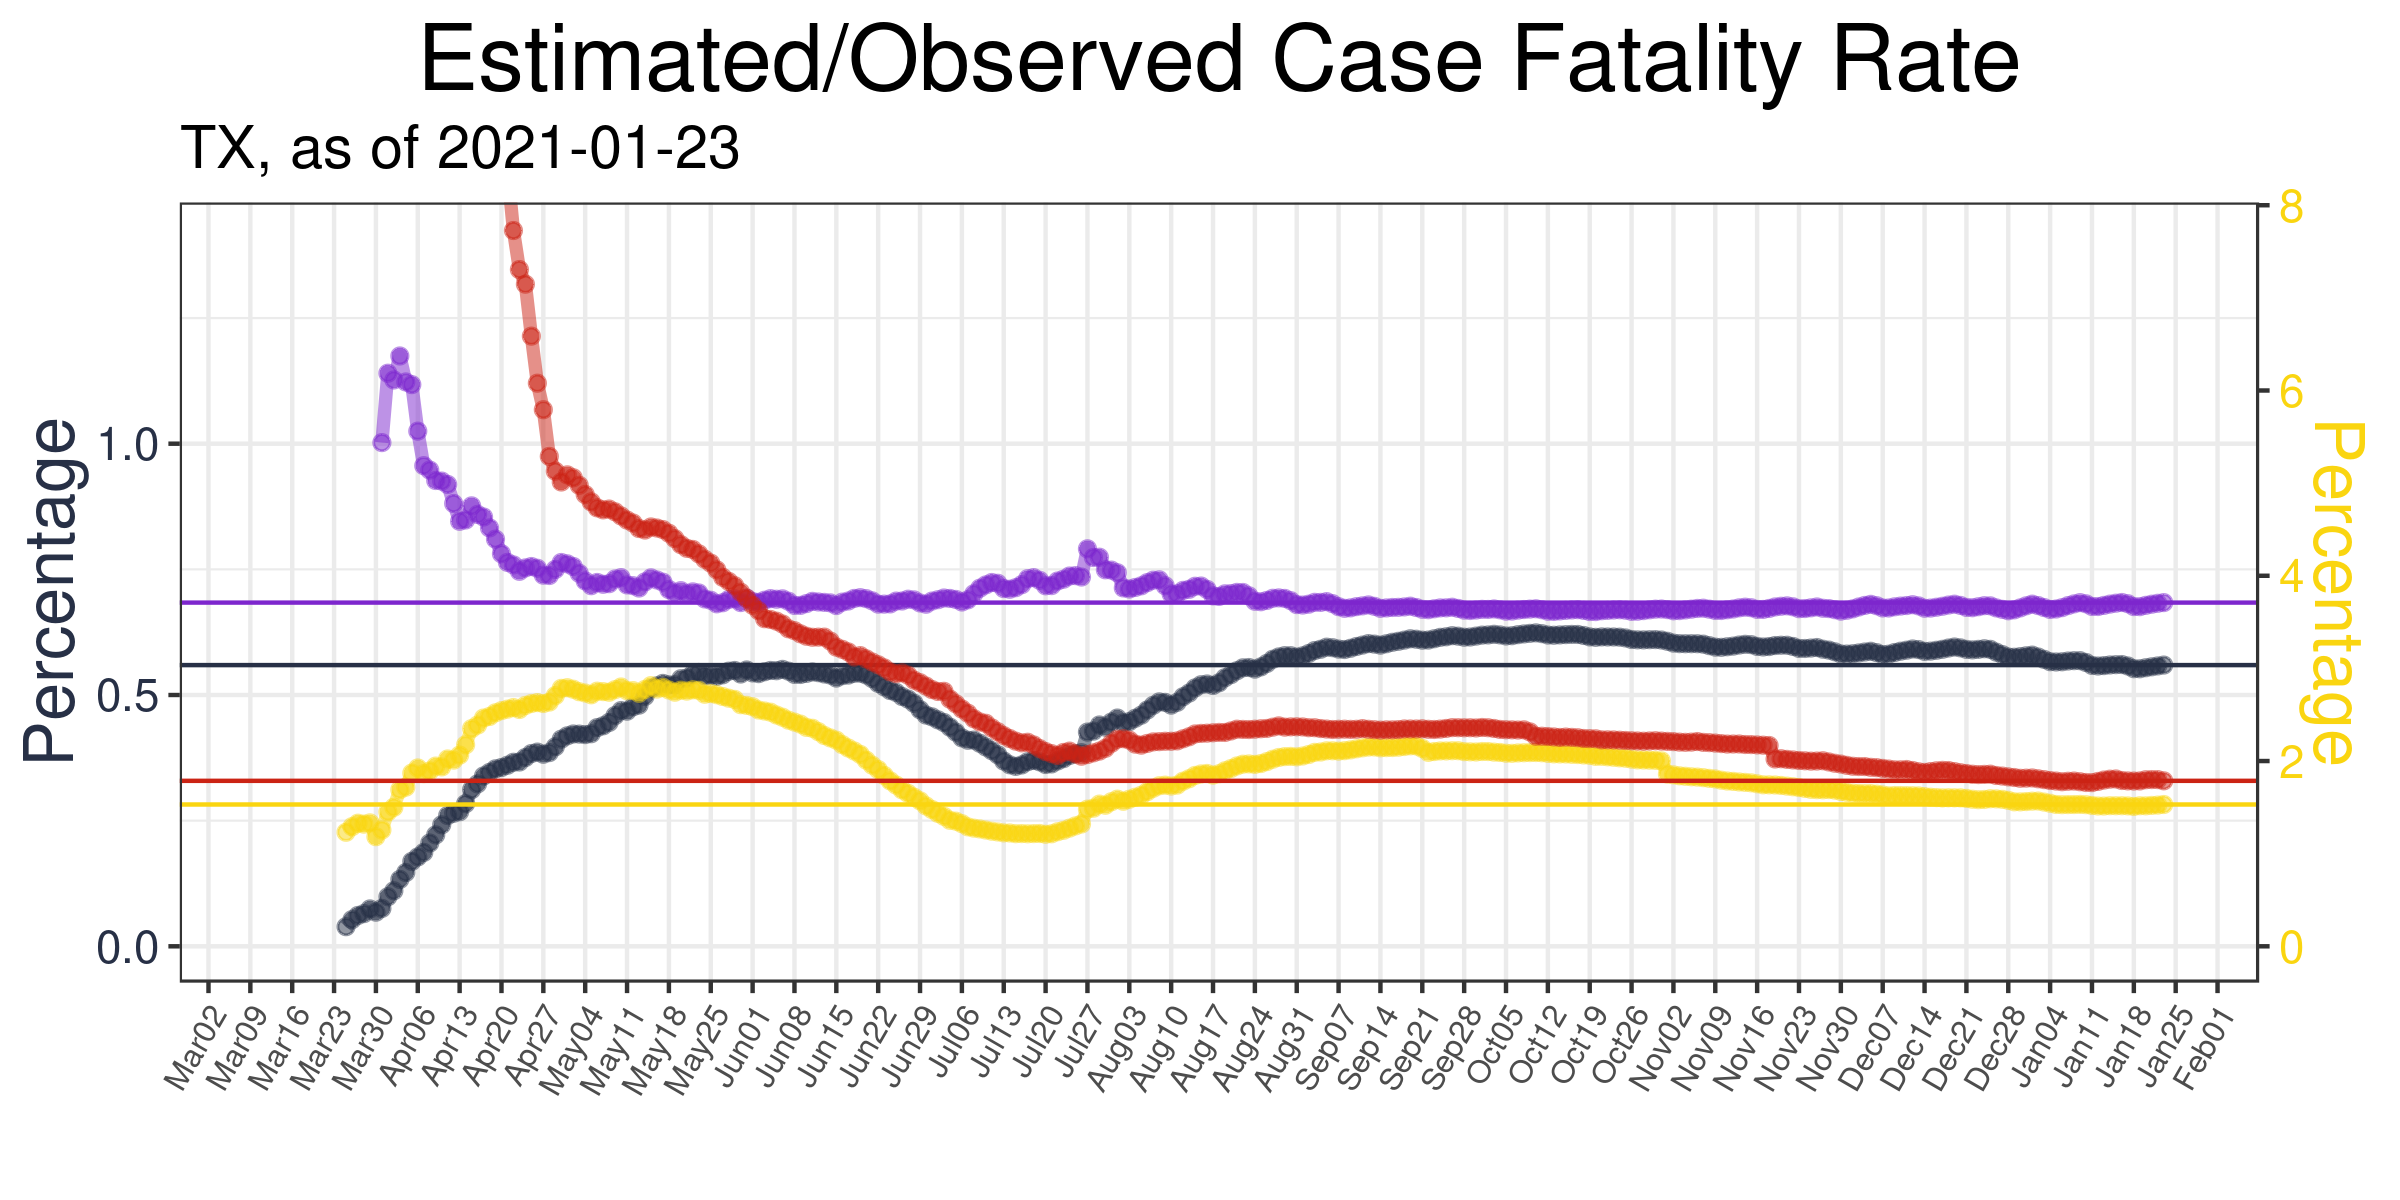 Estimated/Observed Case Fatality Rate
TX, as of 2021-01-23
Percentage
1.0
0.5
0.0
8
6
4
2
0
Percentage
Mar02
Mar09
Mar16
Mar23
Mar30
Apr06
Apr13
Apr20
Apr27
May04
May11
May18
May25
Jun01
Jun08
Jun15
Jun22
Jun29
Jul06
Jul13
Jul20
Jul27
Aug03
Aug10
Aug17
Aug24
Aug31
Sep07
Sep14
Sep21
Sep28
Oct05
Oct12
Oct19
Oct26
Nov02
Nov09
Nov16
Nov23
Nov30
Dec07
Dec14
Dec21
Dec28
Jan04
Jan11
Jan18
Jan25
Feb01